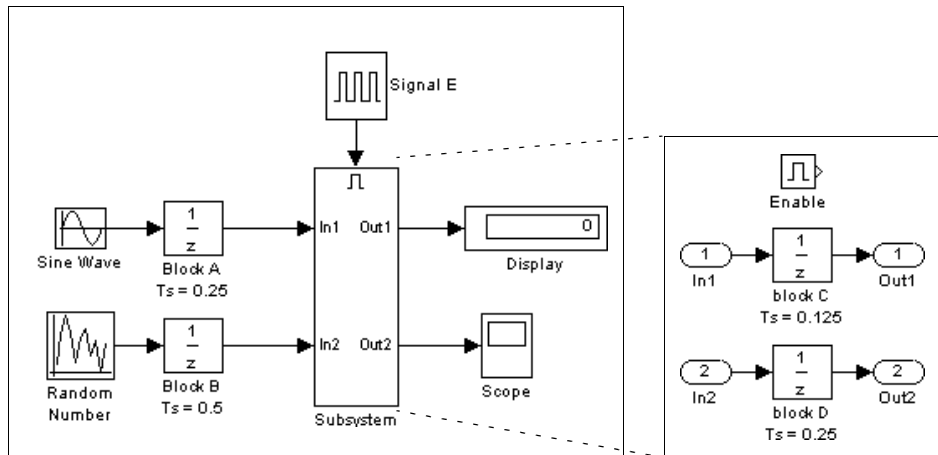 Signal E
In1
Out1
0
Sine Wave
1
z
Block A
Ts = 0.25
Display
In2
Out2
Random
Number
1
z
Block B
Ts = 0.5
Scope
Subsystem
Enable
1
In1
1
z
block C
Ts = 0.125
1
Out1
2
In2
1
z
block D
Ts = 0.25
2
Out2